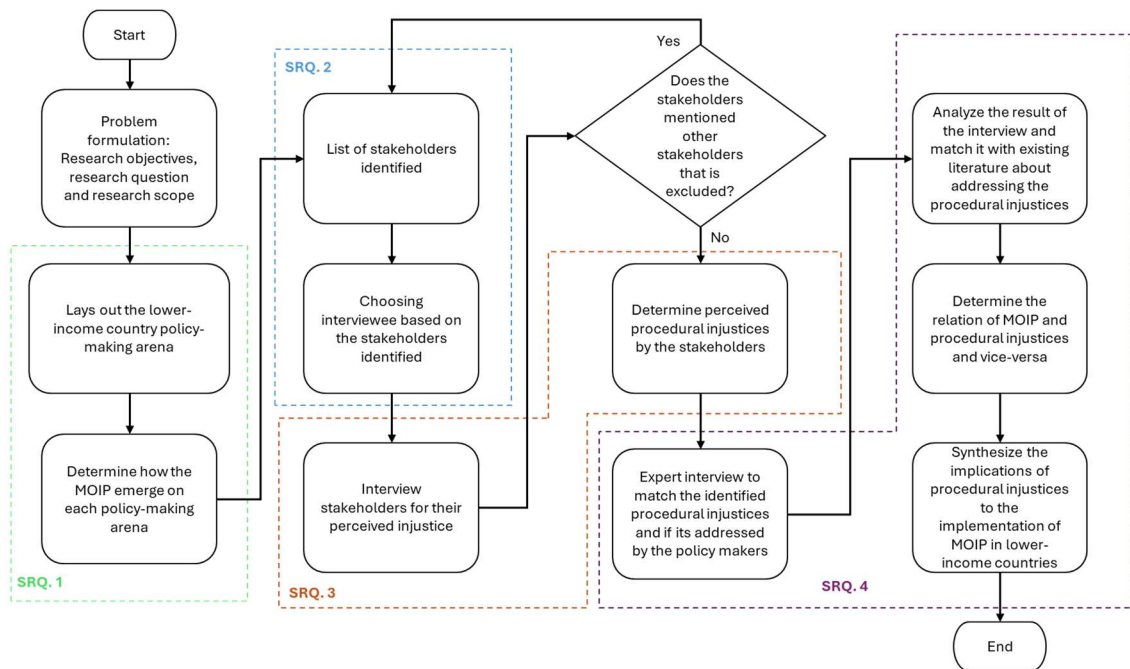 Start
Problem
formulation:
Research objectives,
research question
and research scope
Lays out the lower-
income country policy-
making arena
Determine how the
MOIP emerge on
each policy-making
arena
SRQ. 1
SRQ. 2
List of stakeholders
identified
Choosing
interviewee based on
the stakeholders
identified
Interview
stakeholders for their
perceived injustice
SRQ. 3
Yes
Does the
stakeholders
mentioned
other
stakeholders
that is
excluded?
No
Determine perceived
procedural injustices
by the stakeholders
Expert interview to
match the identified
procedural injustices
and if its addressed
by the policy makers
Analyze the result of
the interview and
match it with existing
literature about
addressing the
procedural injustices
Determine the
relation of MOIP and
procedural injustices
and vice-versa
Synthesize the
implications of
procedural injustices
to the
implementation of
MOIP in lower-
income countries
SRQ. 4
End